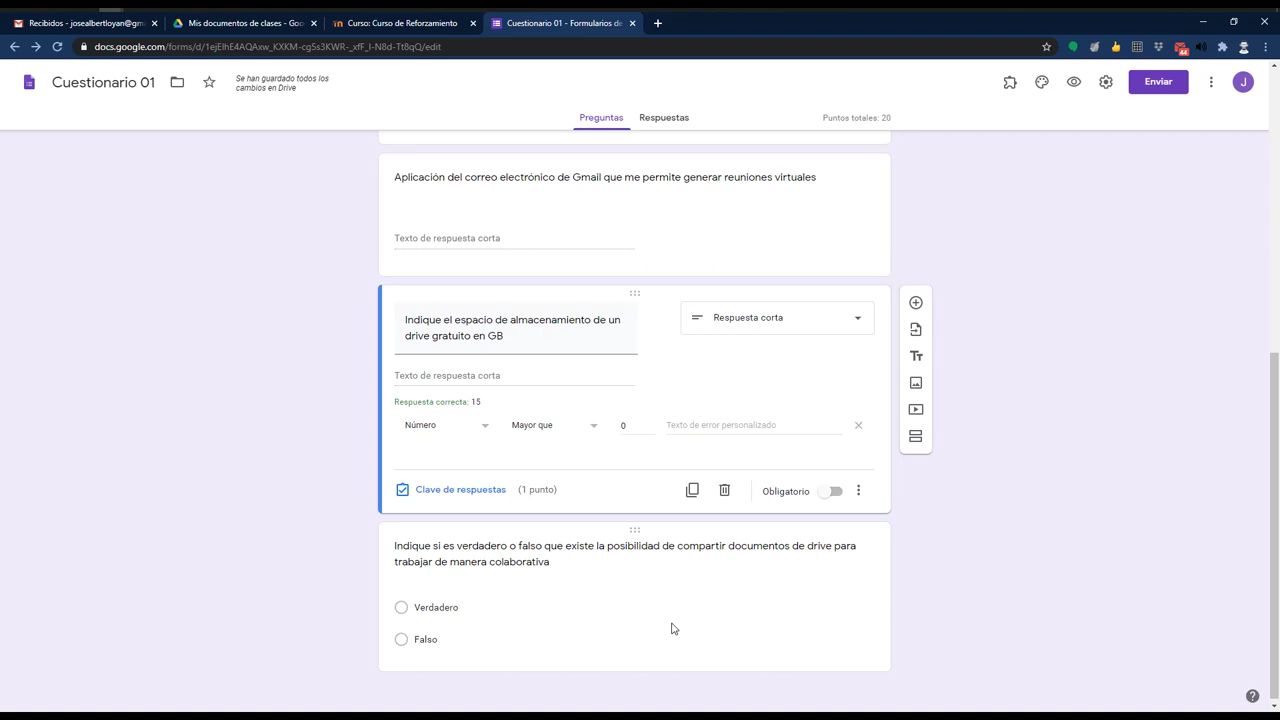 Recibidos - josealbertloyan@gm
Mis documentos de clases - Goo
Curso: Curso de Reforzamiento
Cuestionario 01 - Formularios de
docs.google.com/forms/d/1ejElhE4AQAxw_KXKM-cg5s3KWR-_xfF_I-N8d-Tt8qQ/edit
44
Cuestionario 01
Se han guardado todos los
cambios en Drive
Enviar
J
Preguntas
Respuestas
Puntos totales: 20
Aplicación del correo electrónico de Gmail que me permite generar reuniones virtuales
Texto de respuesta corta
Indique el espacio de almacenamiento de un
drive gratuito en GB
Respuesta corta
Texto de respuesta corta
Respuesta correcta: 15
Número
Mayor que
0
Texto de error personalizado
Clave de respuestas
(1 punto)
Obligatorio
Indique si es verdadero o falso que existe la posibilidad de compartir documentos de drive para
trabajar de manera colaborativa
Verdadero
Falso